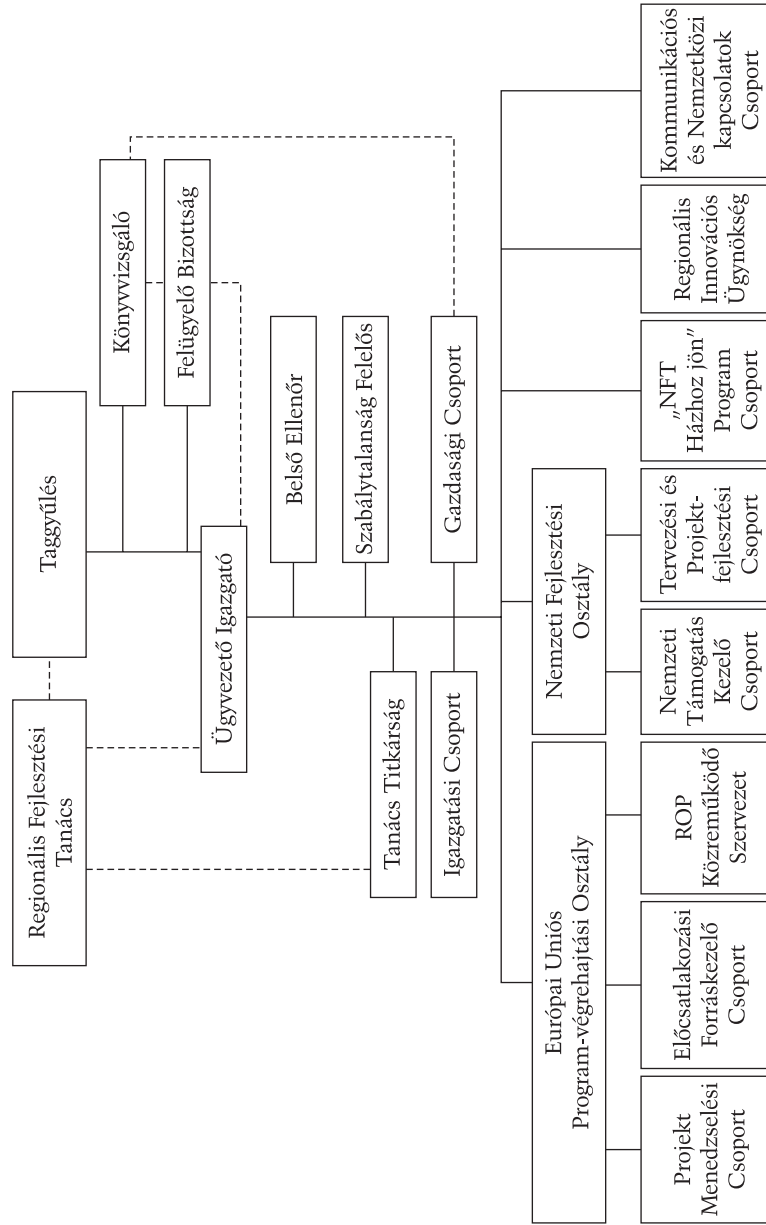 Regionális Fejlesztési
Tanács
Taggyűlés
Könyvvizsgáló
Felügyelő Bizottság
Ügyvezető Igazgató
Belső Ellenőr
Szabálytalanság Felelős
Tanács Titkárság
Igazgatási Csoport
Gazdasági Csoport
Európai Uniós
Program-végrehajtási Osztály
Nemzeti Fejlesztési
Osztály
Projekt
Menedzselési
Csoport
Előcsatlakozási
Forráskezelő
Csoport
ROP
Közreműködő
Szervezet
Nemzeti
Támogatás
Kezelő
Csoport
Tervezési és
Projekt-
fejlesztési
Csoport
„NFT
Házhoz jön”
Program
Csoport
Regionális
Innovációs
Ügynökség
Kommunikációs
és Nemzetközi
kapcsolatok
Csoport